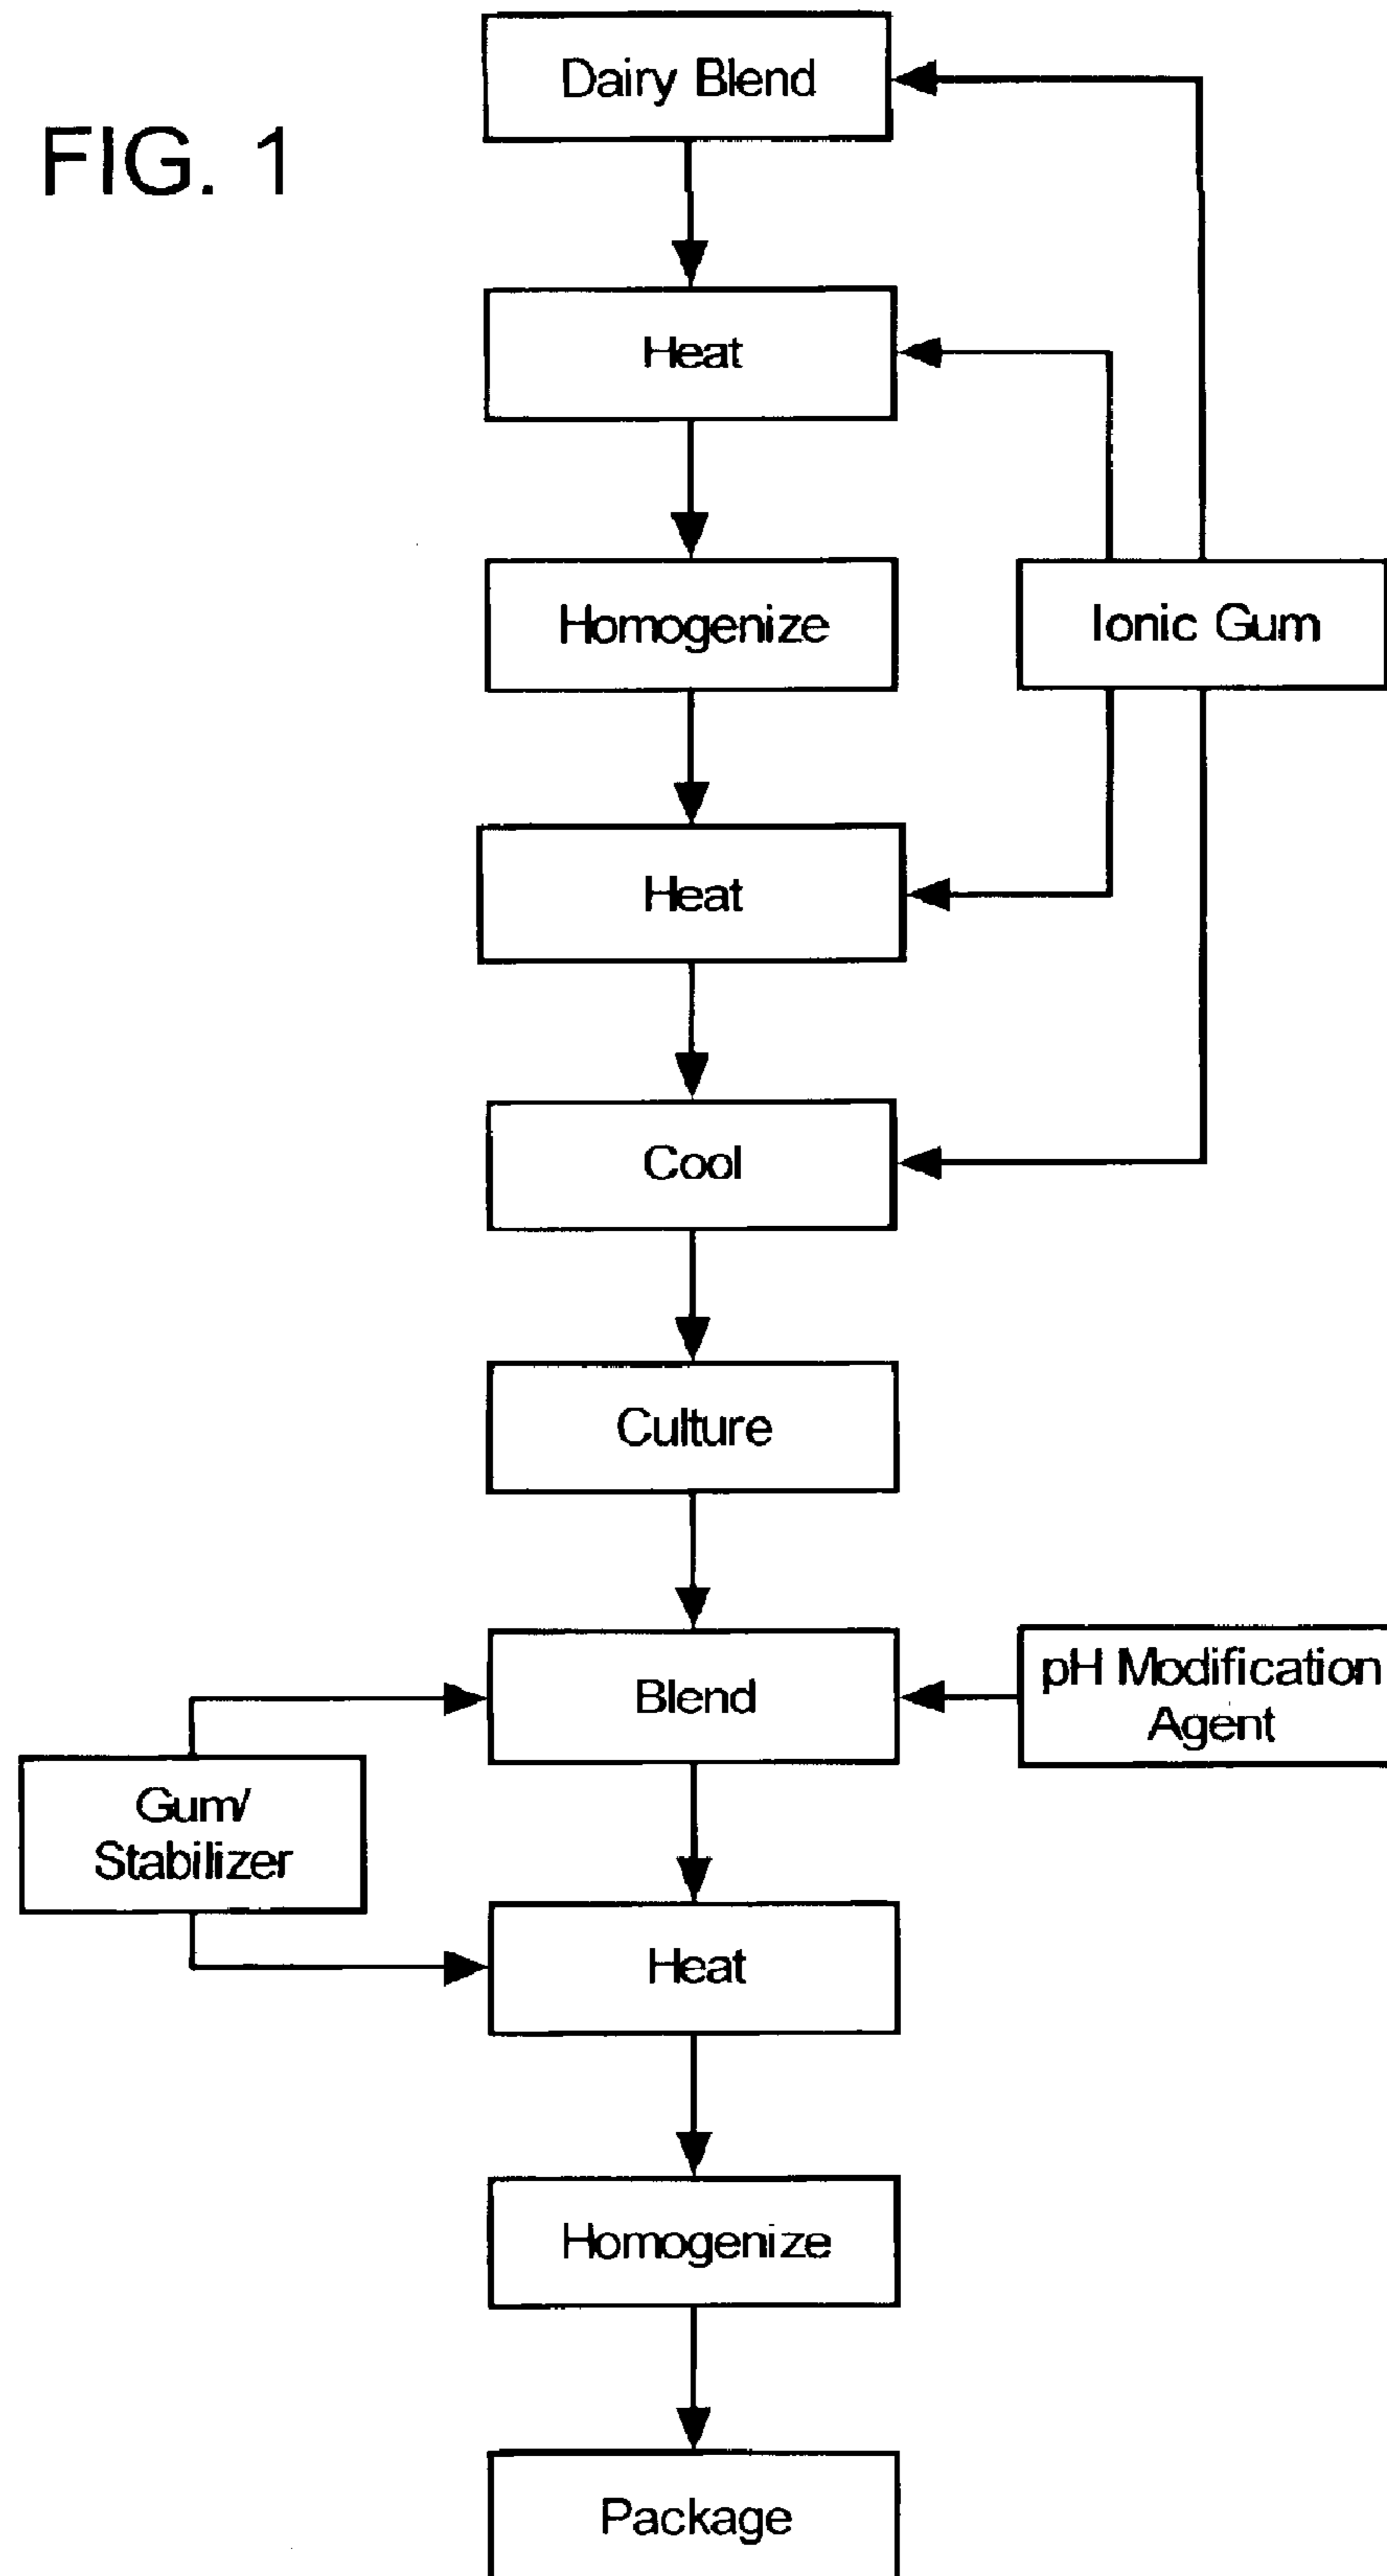 FIG. 1
Dairy Blend
Heat
Homogenize
Ionic Gum
Heat
Cool
Culture
Blend
pH Modification
Agent
Gum/
Stabilizer
Heat
Homogenize
Package